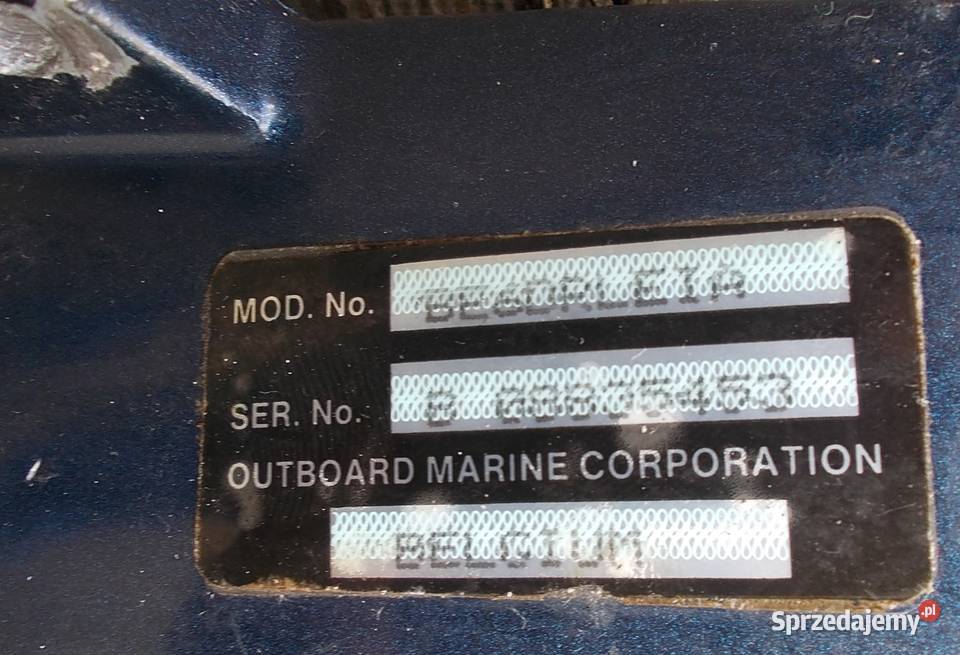 MOD. No.
SER. No.
OUTBOARD MARINE CORPORATION
BELGIUM
Sprzedajemy.pl